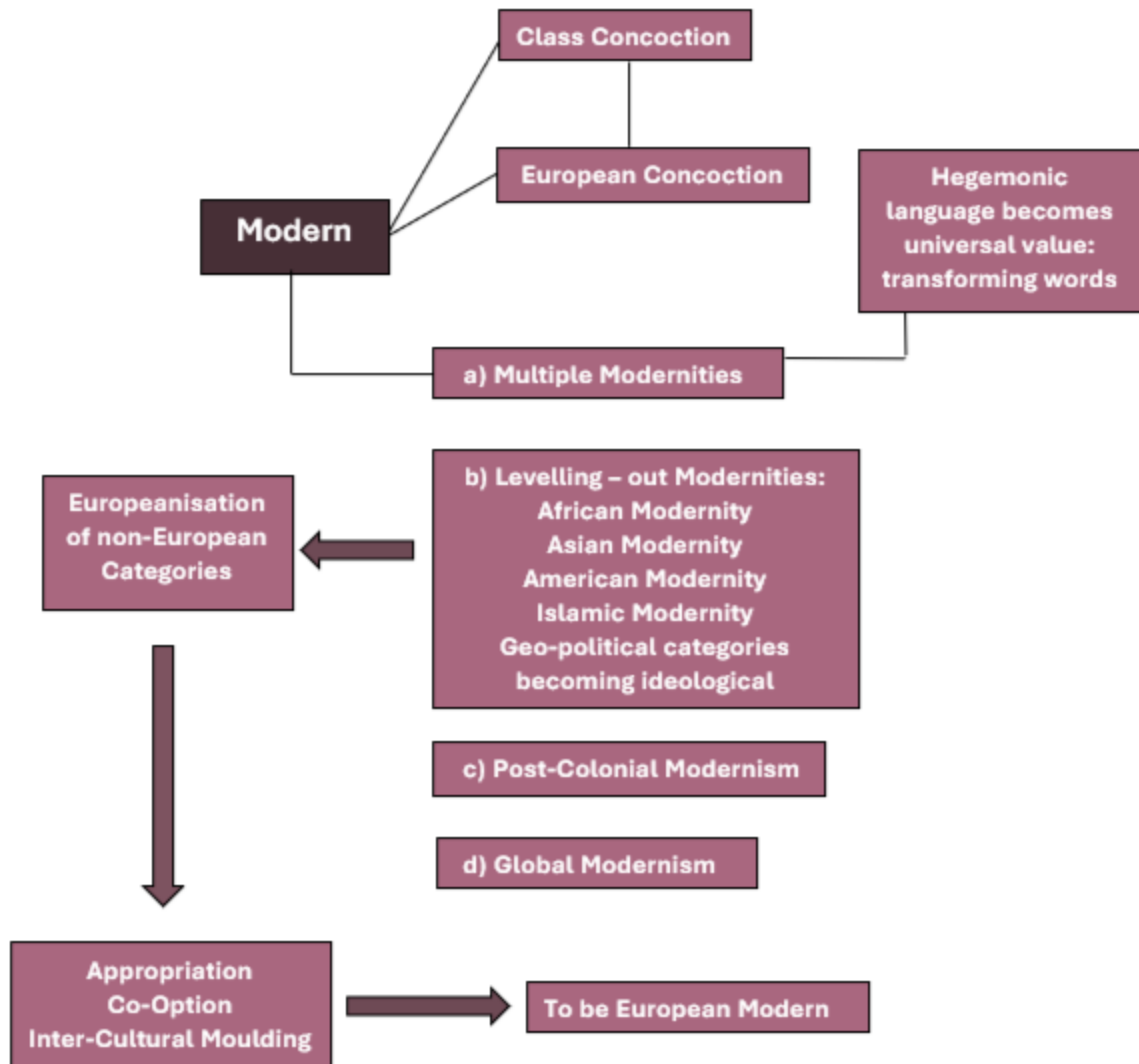 Class Concoction
European Concoction
Modern
Hegemonic
language becomes
universal value:
transforming words
a) Multiple Modernities
b) Levelling – out Modernities:
African Modernity
Asian Modernity
American Modernity
Islamic Modernity
Geo-political categories
becoming ideological
Europeanisation
of non-European
Categories
c) Post-Colonial Modernism
d) Global Modernism
Appropriation
Co-Option
Inter-Cultural Moulding
To be European Modern